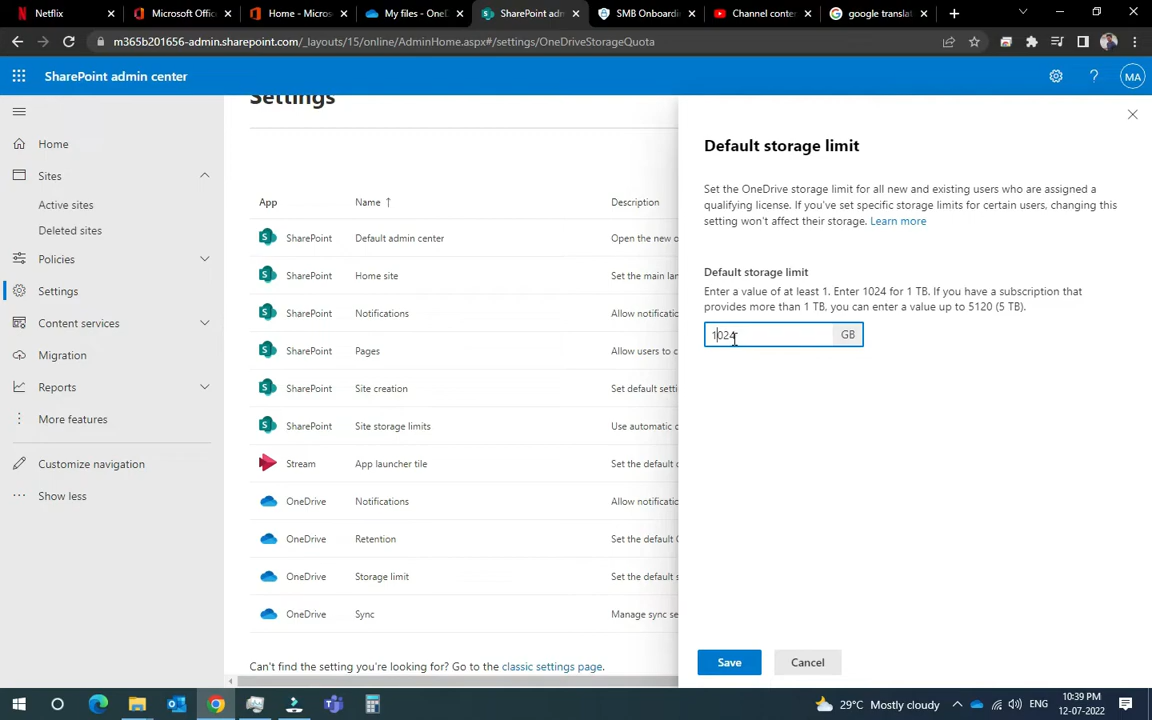 Netflix
Microsoft Offic
Home - Micros
My files - OneD
SharePoint adm
SMB Onboardin
Channel conten
google translat
m365b201656-admin.sharepoint.com/_layouts/15/online/AdminHome.aspx#/settings/OneDriveStorageQuota
SharePoint admin center
MA
Home
Sites
Active sites
Deleted sites
Policies
Settings
Content services
Migration
Reports
More features
Customize navigation
Show less
Settings
App Name ↑ Description
SharePoint Default admin center Open the new o
SharePoint Home site Set the main lan
SharePoint Notifications Allow notificatio
SharePoint Pages Allow users to c
SharePoint Site creation Set default setti
SharePoint Site storage limits Use automatic o
Stream App launcher tile Set the default d
OneDrive Notifications Allow notificatio
OneDrive Retention Set the default O
OneDrive Storage limit Set the default s
OneDrive Sync Manage sync se
Can't find the setting you're looking for? Go to the classic settings page.
Default storage limit
Set the OneDrive storage limit for all new and existing users who are assigned a
qualifying license. If you've set specific storage limits for certain users, changing this
setting won't affect their storage. Learn more
Default storage limit
Enter a value of at least 1. Enter 1024 for 1 TB. If you have a subscription that
provides more than 1 TB, you can enter a value up to 5120 (5 TB).
1024 GB
Save Cancel
29°C Mostly cloudy
ENG
10:39 PM
12-07-2022